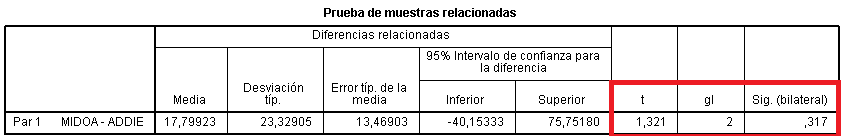 Prueba de muestras relacionadas
Diferencias relacionadas
95% Intervalo de confianza para
la diferencia
Media Desviación típ. Error típ. de la media Inferior Superior t gl Sig. (bilateral)
Par 1 MIDOA - ADDIE 17,79923 23,32905 13,46903 -40,15333 75,75180 1,321 2 ,317